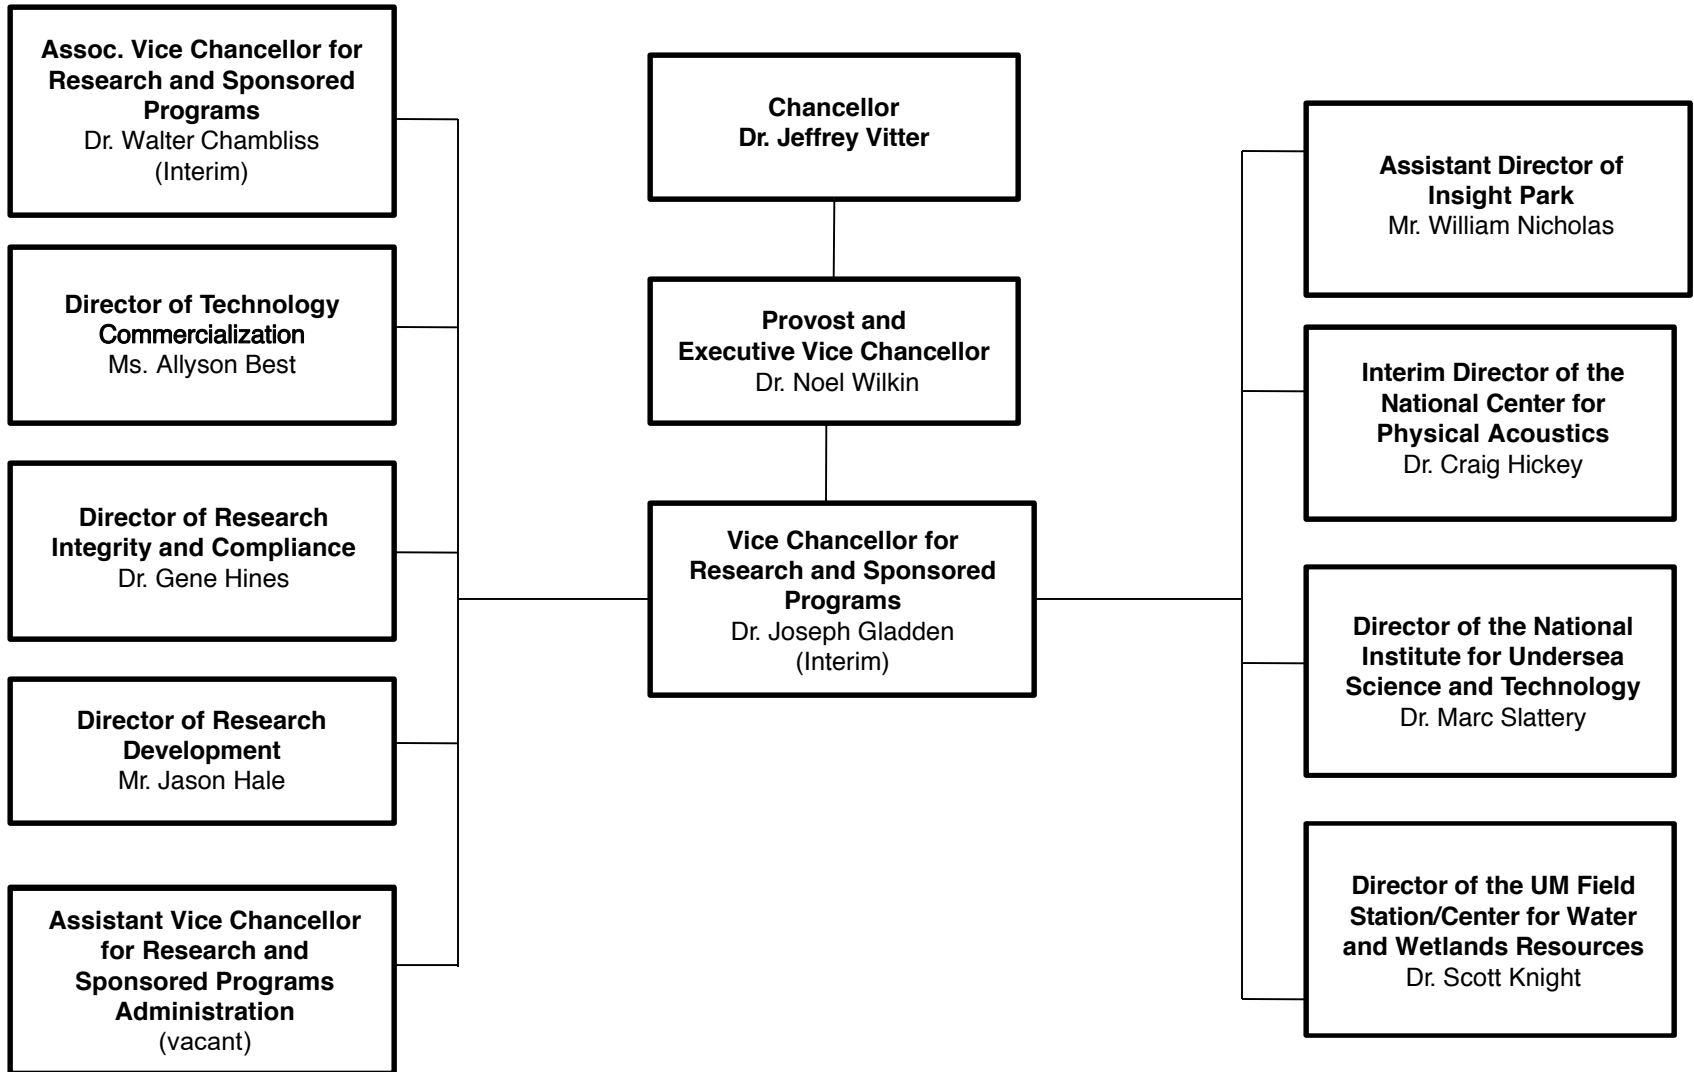 Assoc. Vice Chancellor for
Research and Sponsored
Programs
Dr. Walter Chambliss
(Interim)
Director of Technology
Commercialization
Ms. Allyson Best
Director of Research
Integrity and Compliance
Dr. Gene Hines
Director of Research
Development
Mr. Jason Hale
Assistant Vice Chancellor
for Research and
Sponsored Programs
Administration
(vacant)
Chancellor
Dr. Jeffrey Vitter
Provost and
Executive Vice Chancellor
Dr. Noel Wilkin
Vice Chancellor for
Research and Sponsored
Programs
Dr. Joseph Gladden
(Interim)
Assistant Director of
Insight Park
Mr. William Nicholas
Interim Director of the
National Center for
Physical Acoustics
Dr. Craig Hickey
Director of the National
Institute for Undersea
Science and Technology
Dr. Marc Slattery
Director of the UM Field
Station/Center for Water
and Wetlands Resources
Dr. Scott Knight